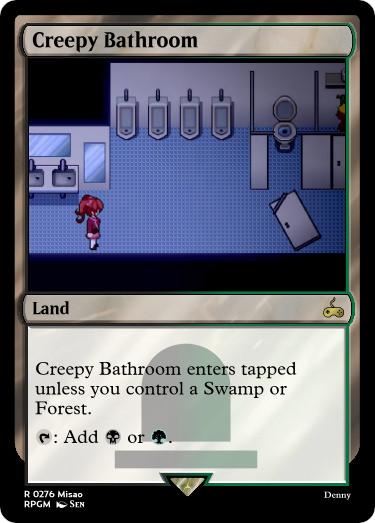 Creepy Bathroom
Land
Creepy Bathroom enters tapped
unless you control a Swamp or
Forest.
: Add or .
R 0276 Misao
RPGM SEN
Denny